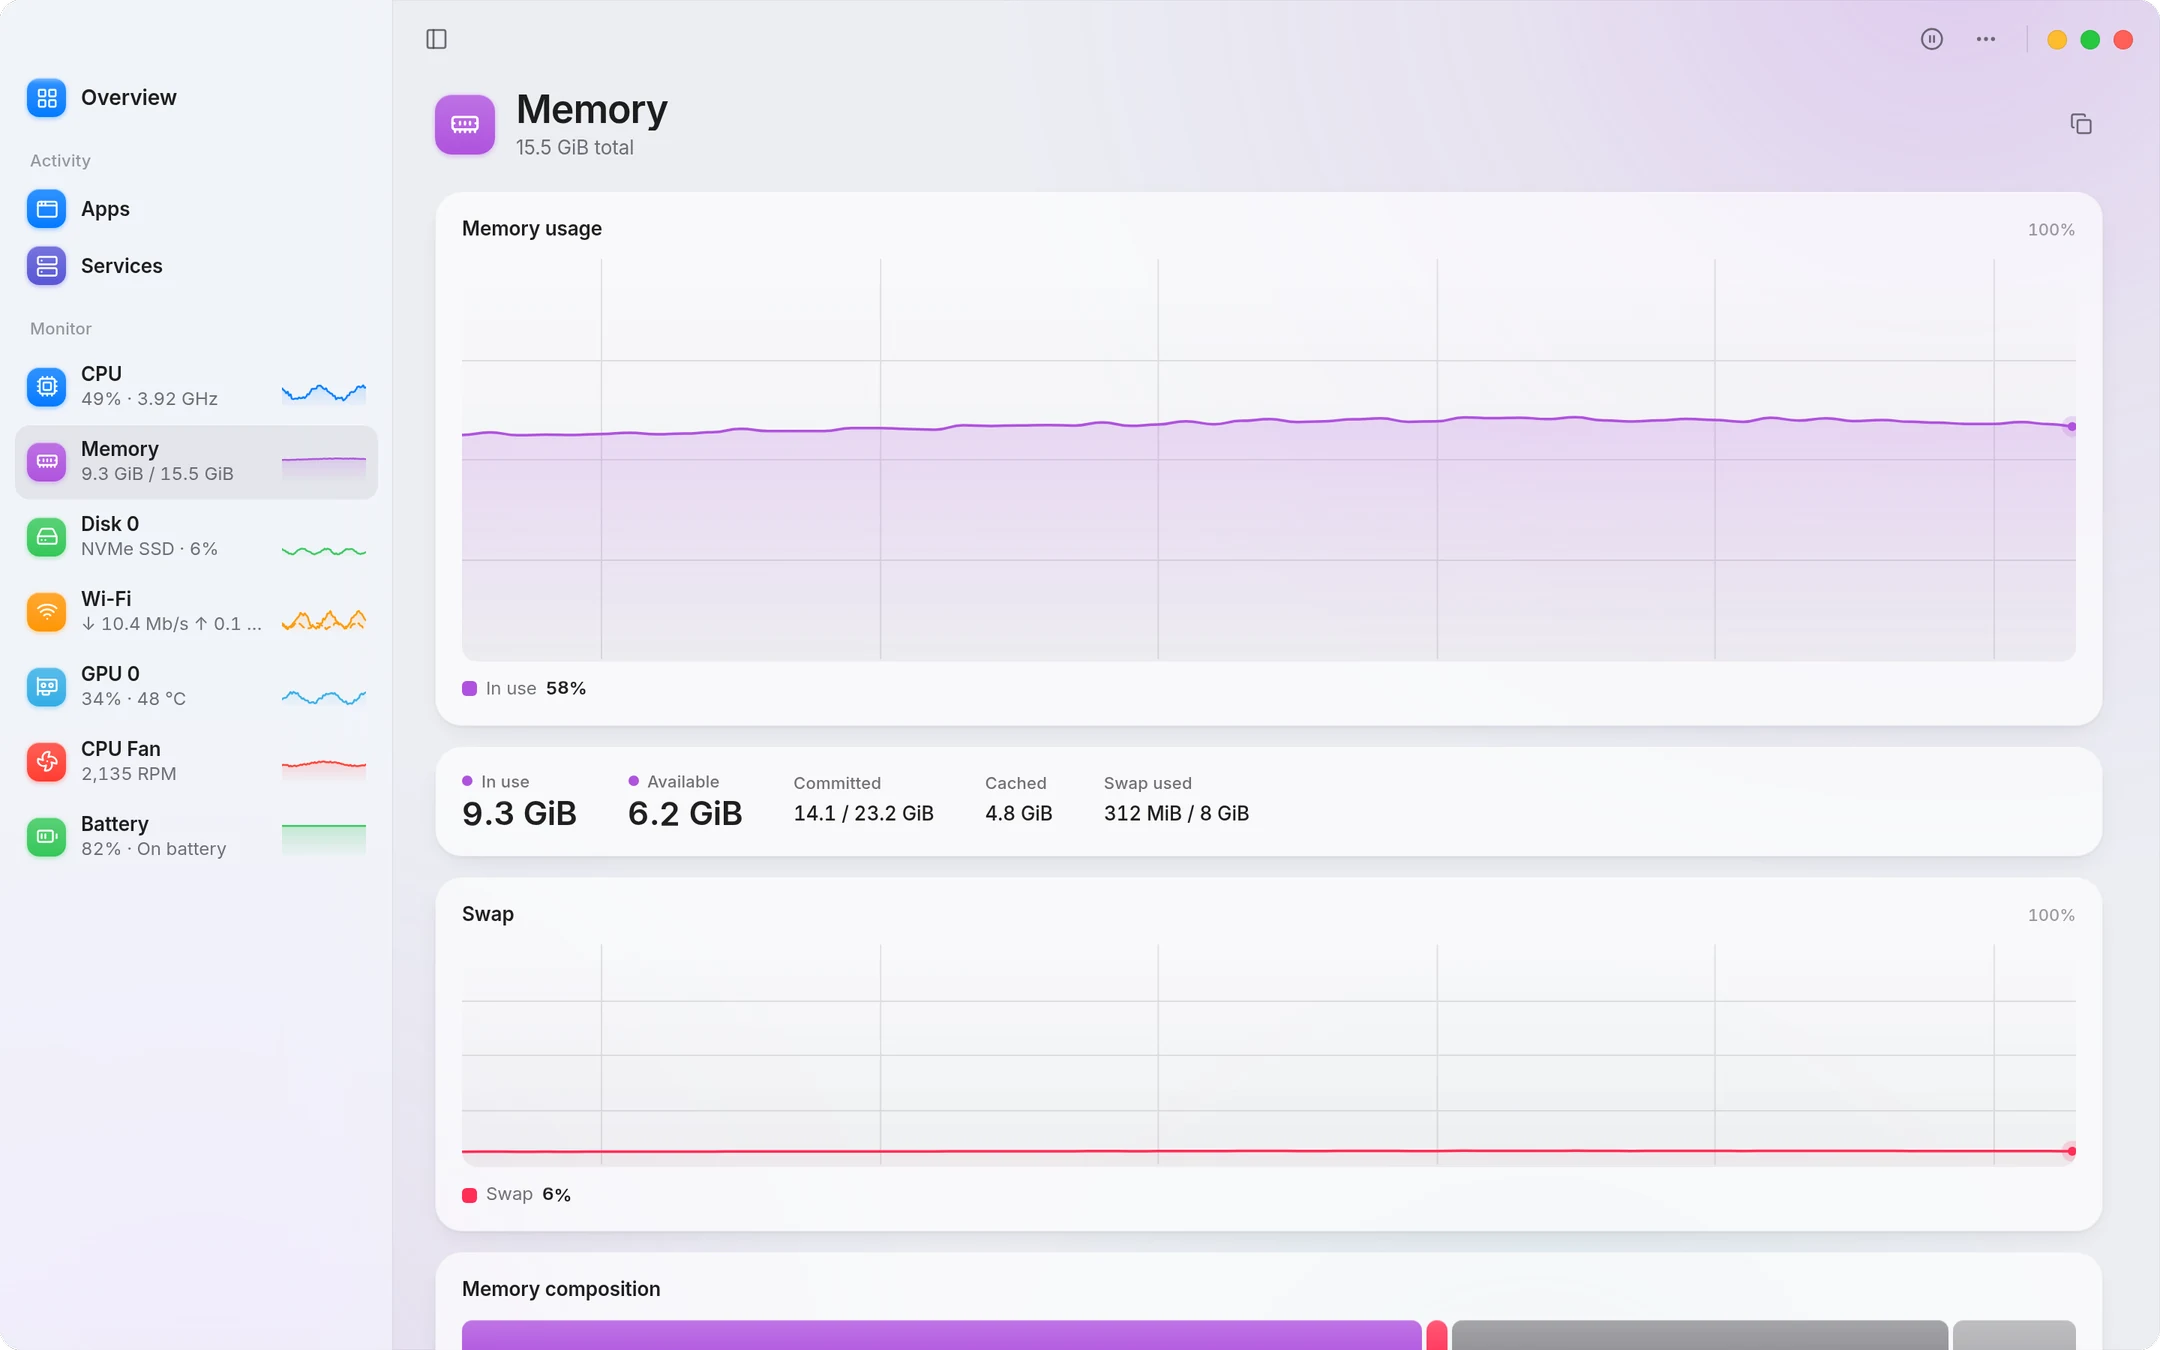 Overview
Activity
Apps
Services
Monitor
CPU
49% · 3.92 GHz
Memory
9.3 GiB / 15.5 GiB
Disk 0
NVMe SSD · 6%
Wi-Fi
↓ 10.4 Mb/s ↑ 0.1 ...
GPU 0
34% · 48 °C
CPU Fan
2,135 RPM
Battery
82% · On battery
Memory
15.5 GiB total
Memory usage 100%
In use 58%
In use Available Committed Cached Swap used
9.3 GiB 6.2 GiB 14.1 / 23.2 GiB 4.8 GiB 312 MiB / 8 GiB
Swap 100%
Swap 6%
Memory composition